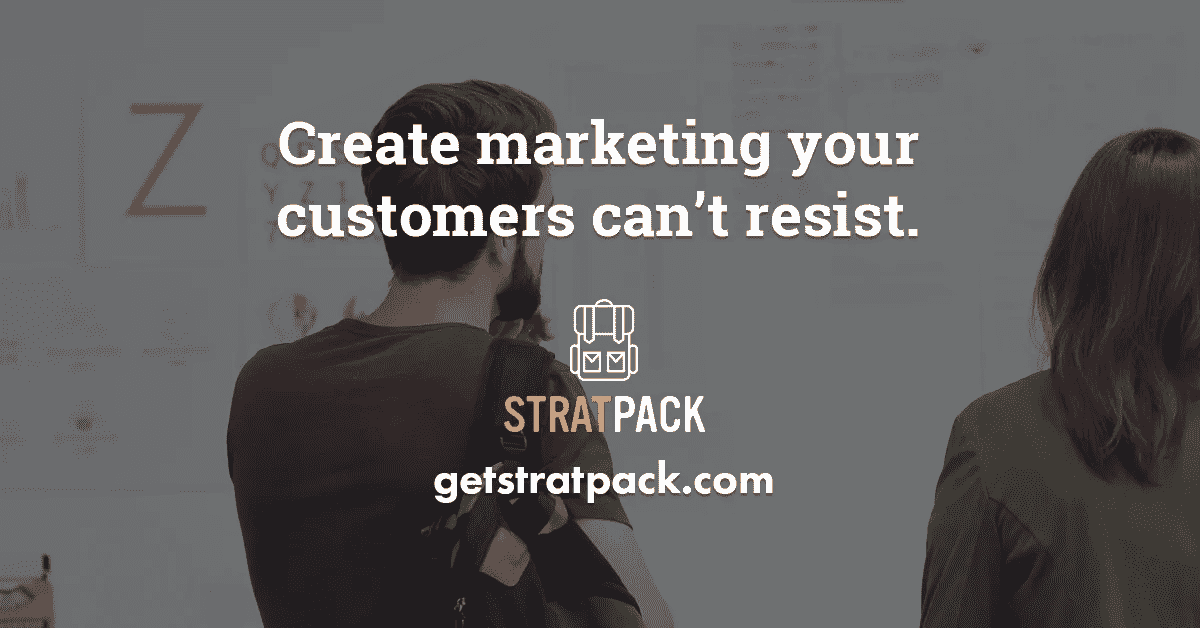 Create marketing your
customers can’t resist.
Z
STRATPACK
getstratpack.com